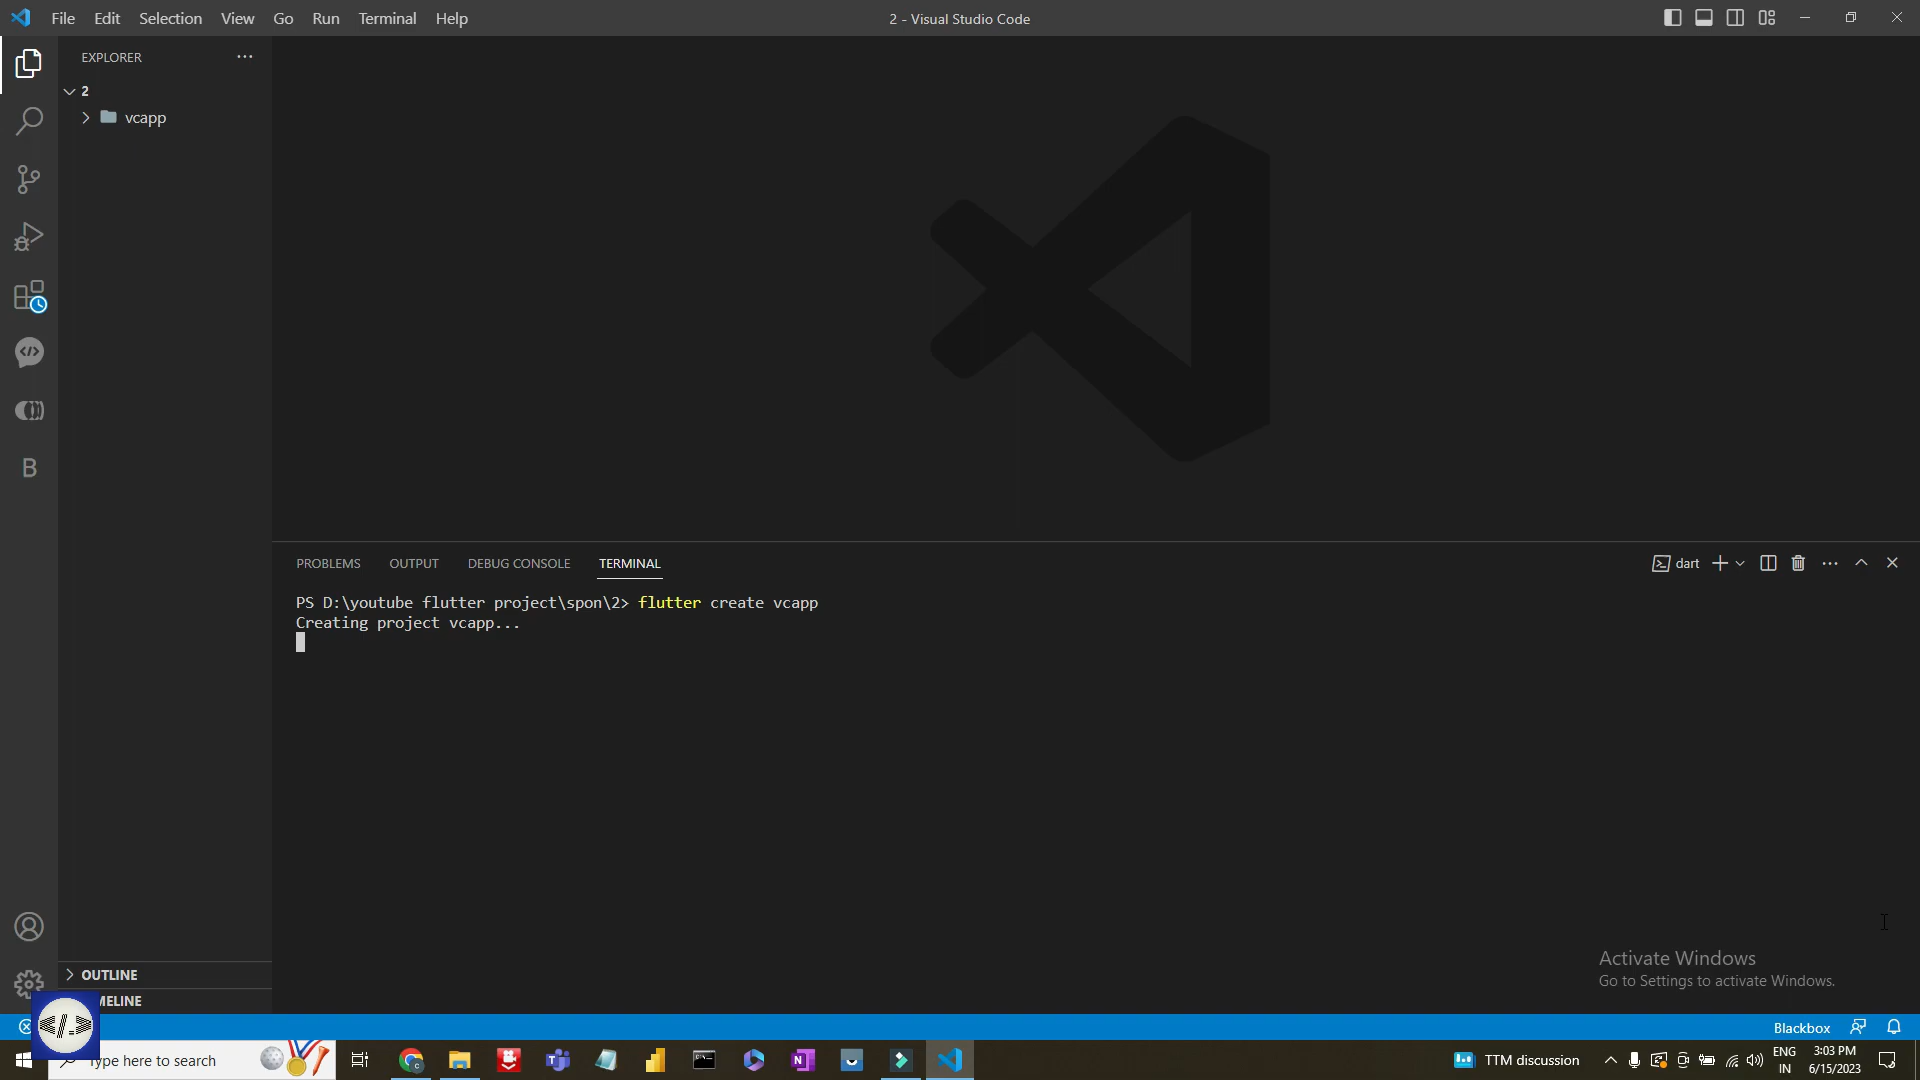 File Edit Selection View Go Run Terminal Help
2 - Visual Studio Code
EXPLORER
2
vcapp
B
PROBLEMS OUTPUT DEBUG CONSOLE TERMINAL
dart
PS D:\youtube flutter project\spon\2> flutter create vcapp
Creating project vcapp...
Activate Windows
Go to Settings to activate Windows.
OUTLINE
MELINE
</.>
Blackbox
Type here to search
TTM discussion
ENG
IN
3:03 PM
6/15/2023